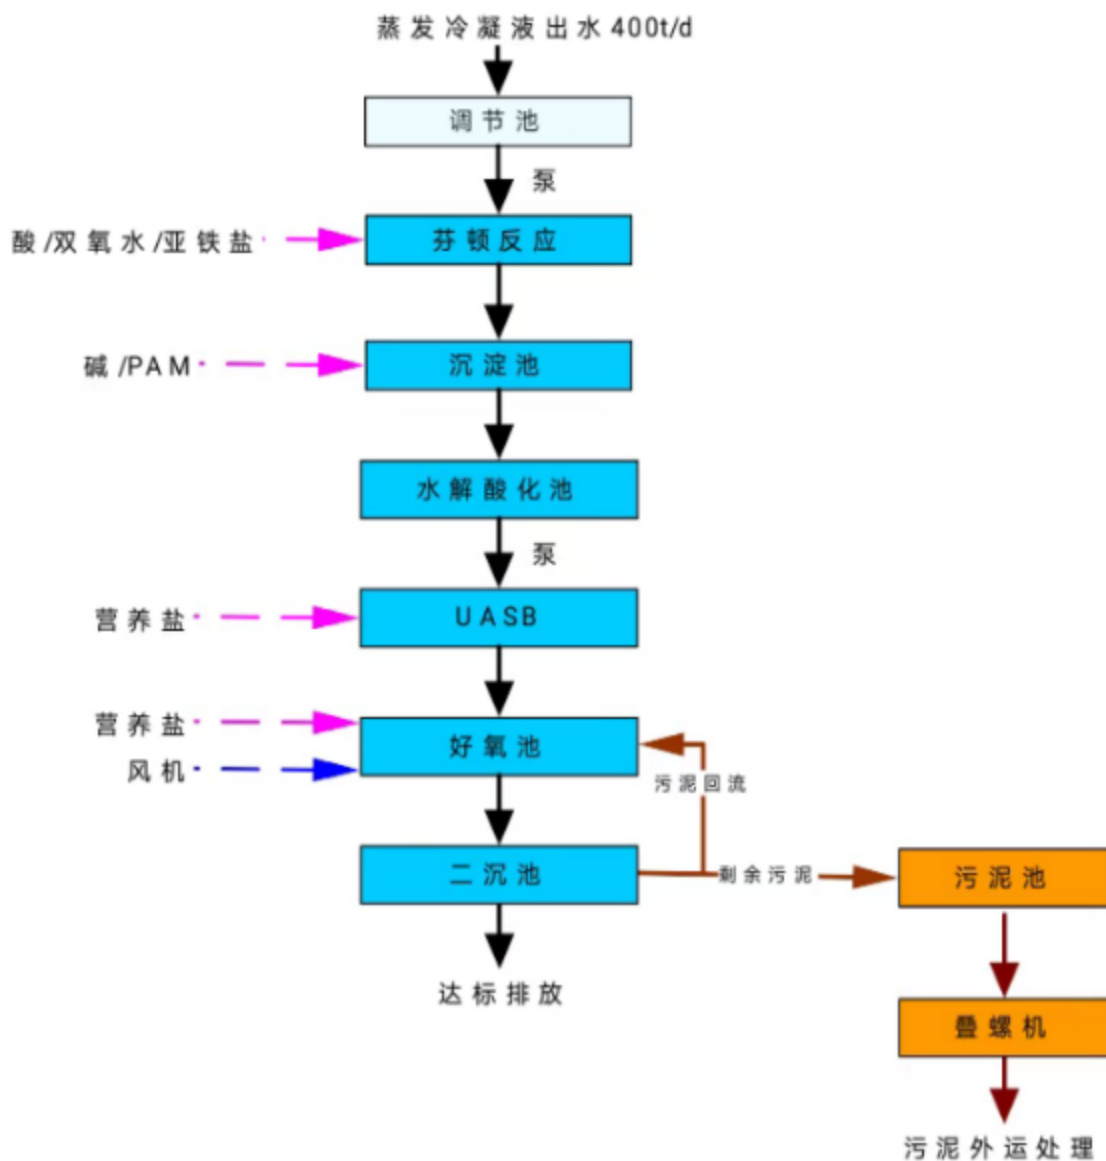 蒸发冷凝液出水400t/d
调节池
泵
酸/双氧水/亚铁盐
芬顿反应
碱/PAM
沉淀池
水解酸化池
泵
营养盐
UASB
营养盐
好氧池
风机
污泥回流
二沉池
剩余污泥
污泥池
达标排放
叠螺机
污泥外运处理